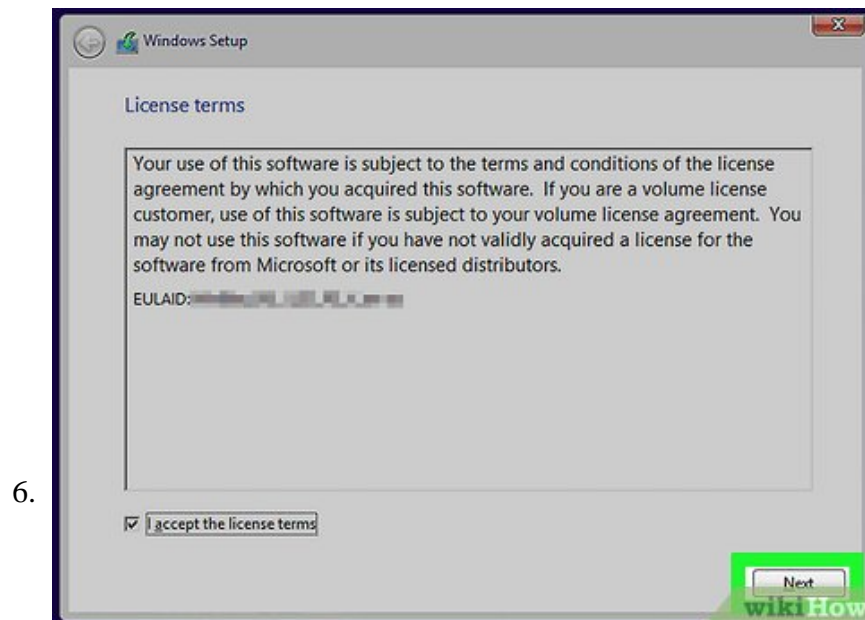 Windows Setup
License terms
Your use of this software is subject to the terms and conditions of the license
agreement by which you acquired this software.  If you are a volume license
customer, use of this software is subject to your volume license agreement.  You
may not use this software if you have not validly acquired a license for the
software from Microsoft or its licensed distributors.
EULAID:
6.
I accept the license terms
Next
wikiHow